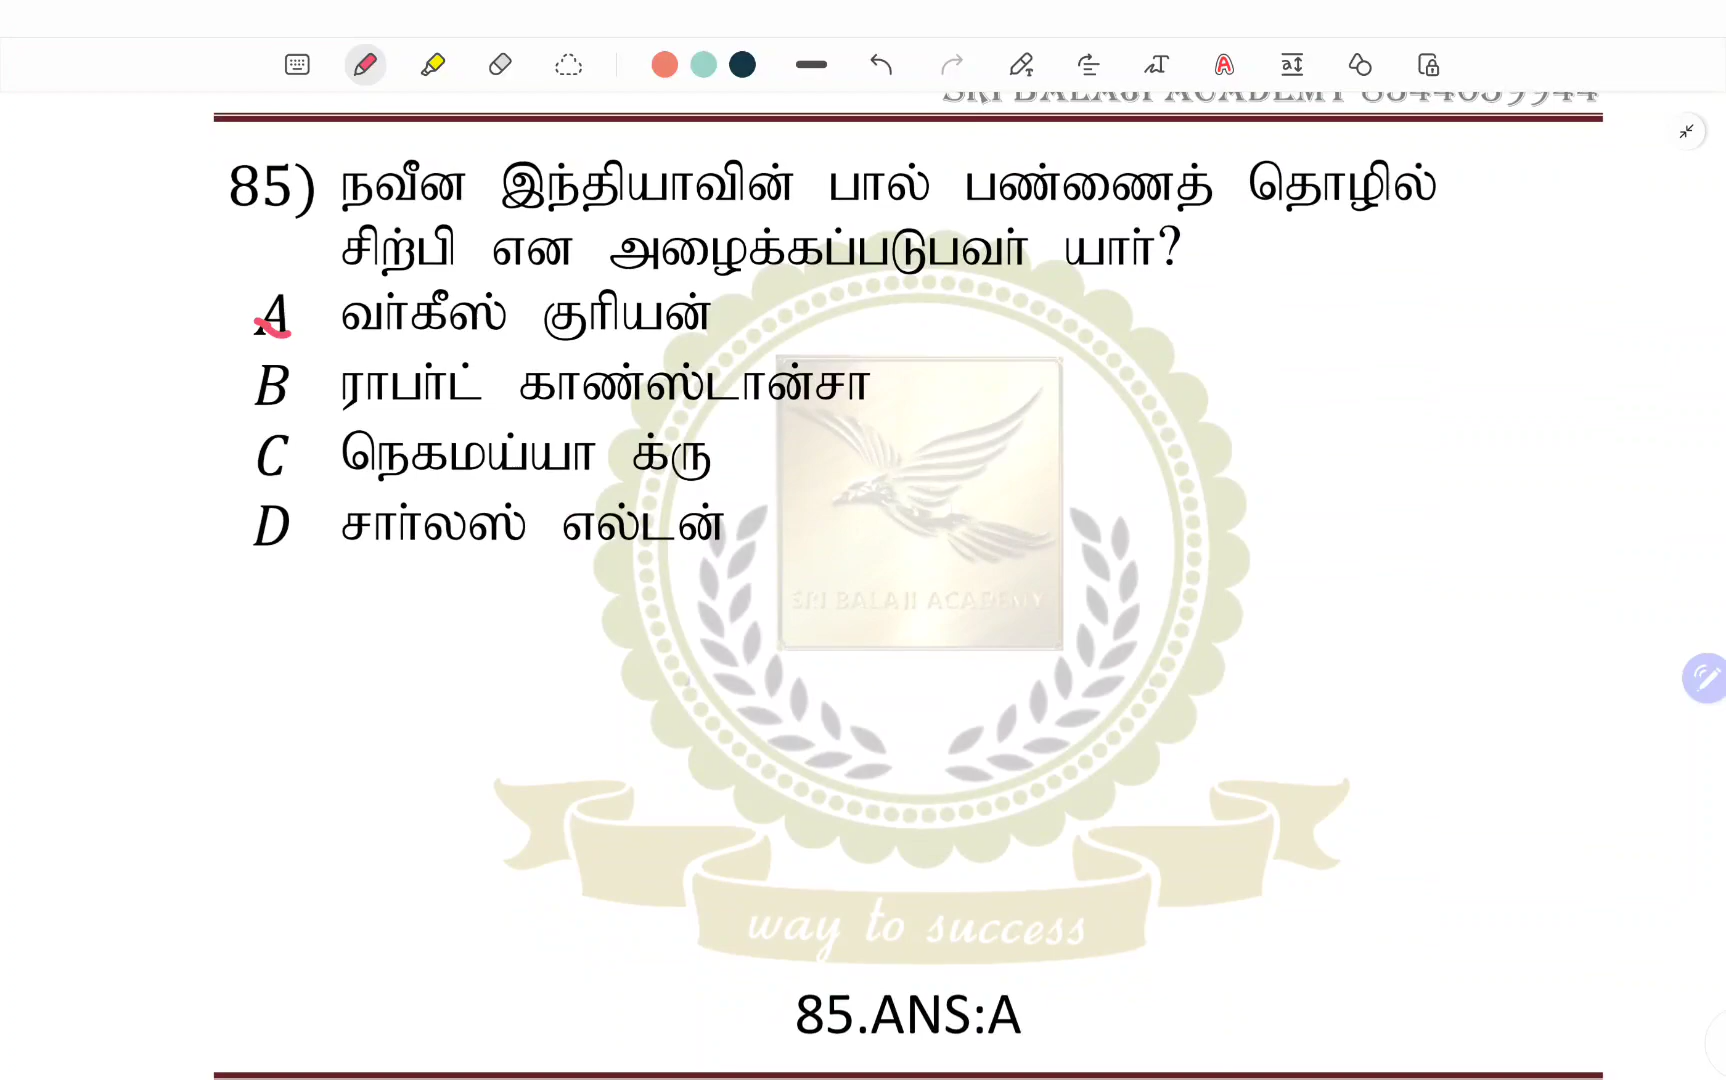 SRI BALAJI ACADEMY 8344039944
85) நவீன இந்தியாவின் பால் பண்ணைத் தொழில்
சிற்பி என அழைக்கப்படுபவர் யார்?
A வர்கீஸ் குரியன்
B ராபர்ட் காண்ஸ்டான்சா
C நெகமய்யா க்ரு
D சார்லஸ் எல்டன்
SRI BALAJI ACADEMY
way to success
85.ANS:A